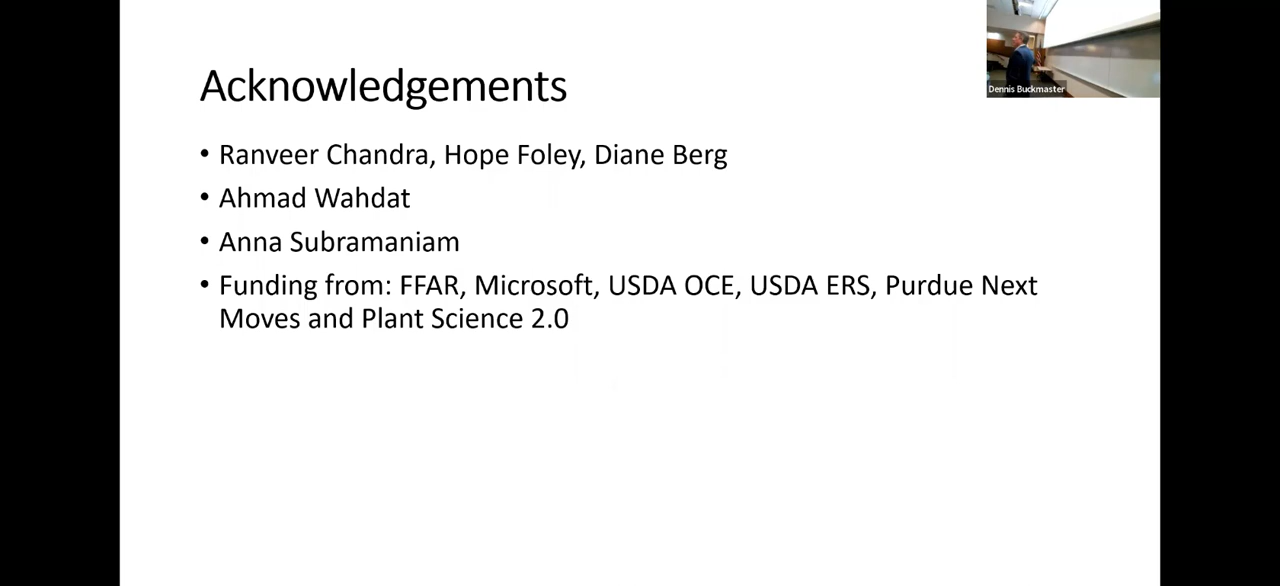 Acknowledgements
Dennis Buckmaster
• Ranveer Chandra, Hope Foley, Diane Berg
• Ahmad Wahdat
• Anna Subramaniam
• Funding from: FFAR, Microsoft, USDA OCE, USDA ERS, Purdue Next
Moves and Plant Science 2.0